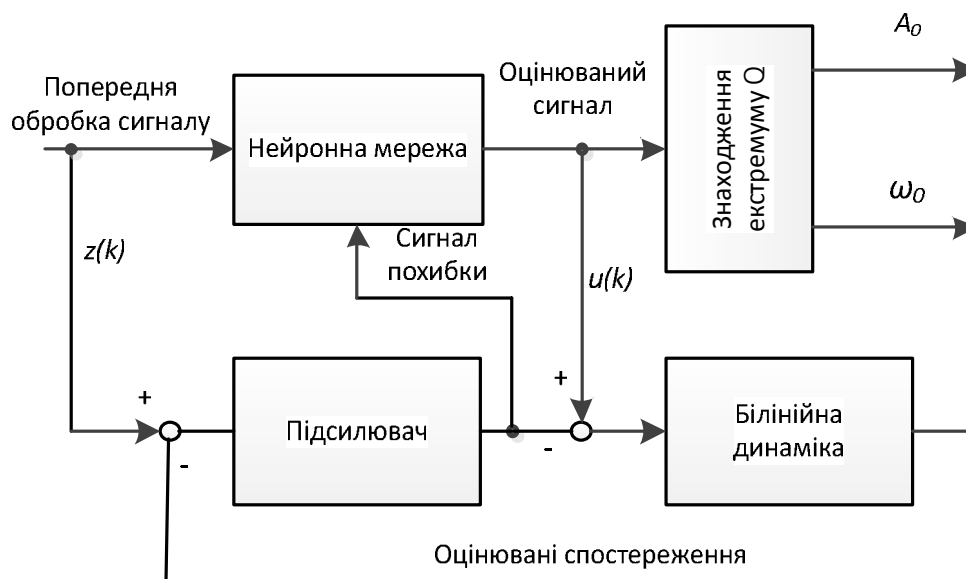 Попередня
обробка сигналу
Нейронна мережа
Оцінюваний
сигнал
Знаходження
екстремуму Q
A₀
ω₀
z(k)
Сигнал
похибки
u(k)
+
-
Підсилювач
+
-
Білінійна
динаміка
Оцінювані спостереження